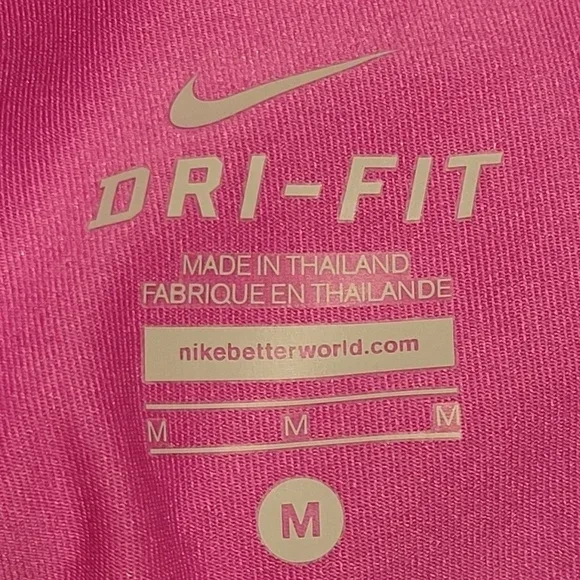 DRI-FIT
MADE IN THAILAND
FABRIQUE EN THAILANDE
nikebetterworld.com
M M M
M